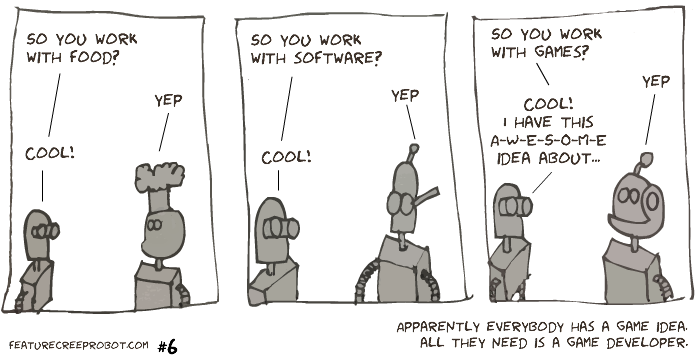 SO YOU WORK
WITH FOOD?
YEP
COOL!
SO YOU WORK
WITH SOFTWARE?
YEP
COOL!
SO YOU WORK
WITH GAMES?
YEP
COOL!
I HAVE THIS
A-W-E-S-O-M-E
IDEA ABOUT...
FEATURECREEPROBOT.COM #6
APPARENTLY EVERYBODY HAS A GAME IDEA.
ALL THEY NEED IS A GAME DEVELOPER.